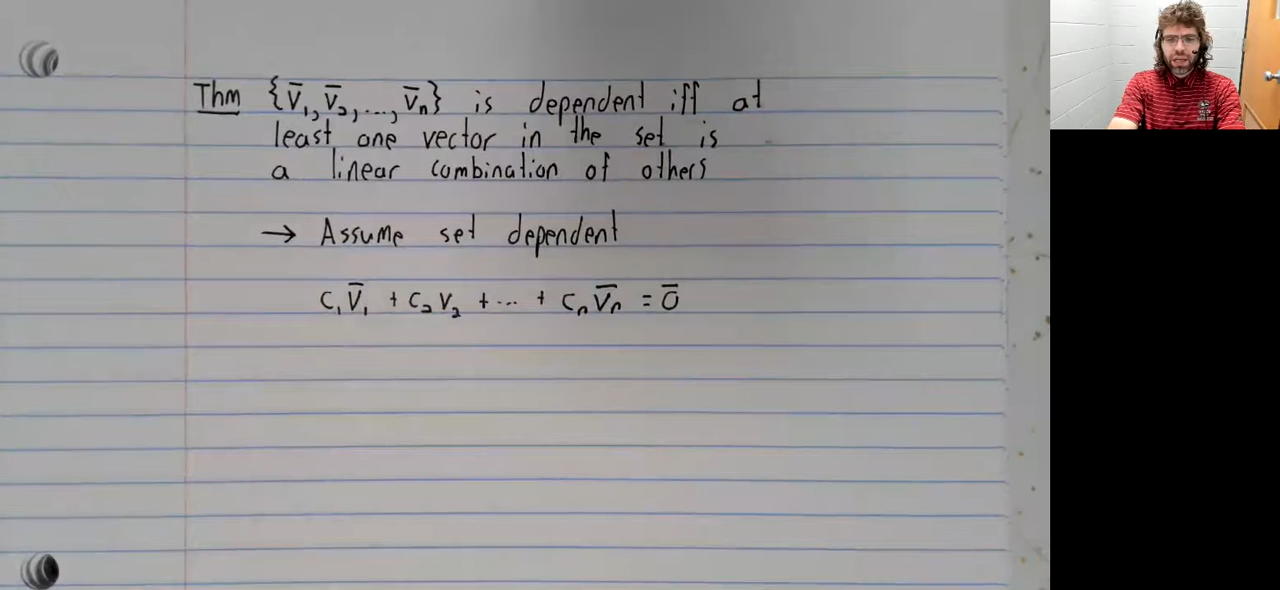 Thm {v̄₁, v̄₂, ..., v̄ₙ} is dependent iff at
least one vector in the set is
a linear combination of others
→ Assume set dependent
c₁v̄₁ + c₂v₂ + ... + cₙv̄ₙ = 0̄